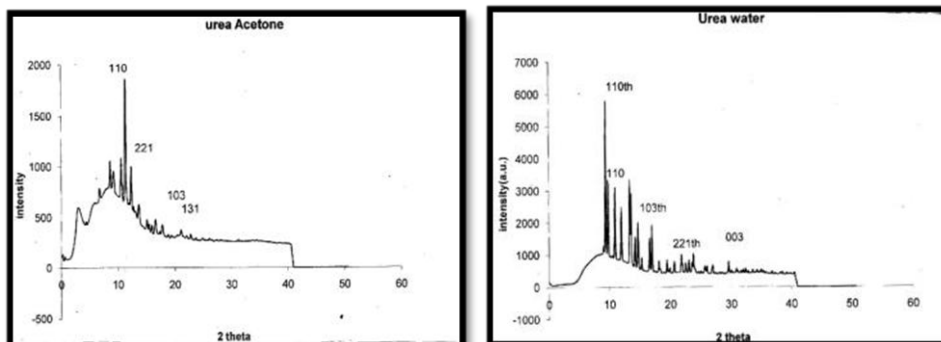 urea Acetone
2000
1500
1000
500
0
-500
intensity
110
221
103
131
0 10 20 30 40 50 60
2 theta
Urea water
7000
6000
5000
4000
3000
2000
1000
0
-1000
intensity(a.u.)
110th
110
103th
221th
003
0 10 20 30 40 50 60
2 theta